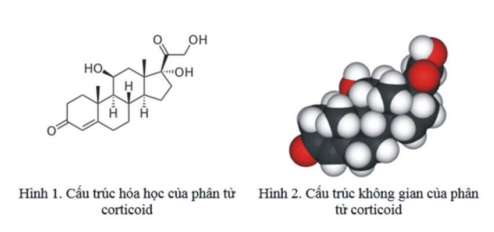 O
OH
HO
OH
H
H
H
O
Hình 1. Cấu trúc hóa học của phân tử
corticoid
Hình 2. Cấu trúc không gian của phân
tử corticoid